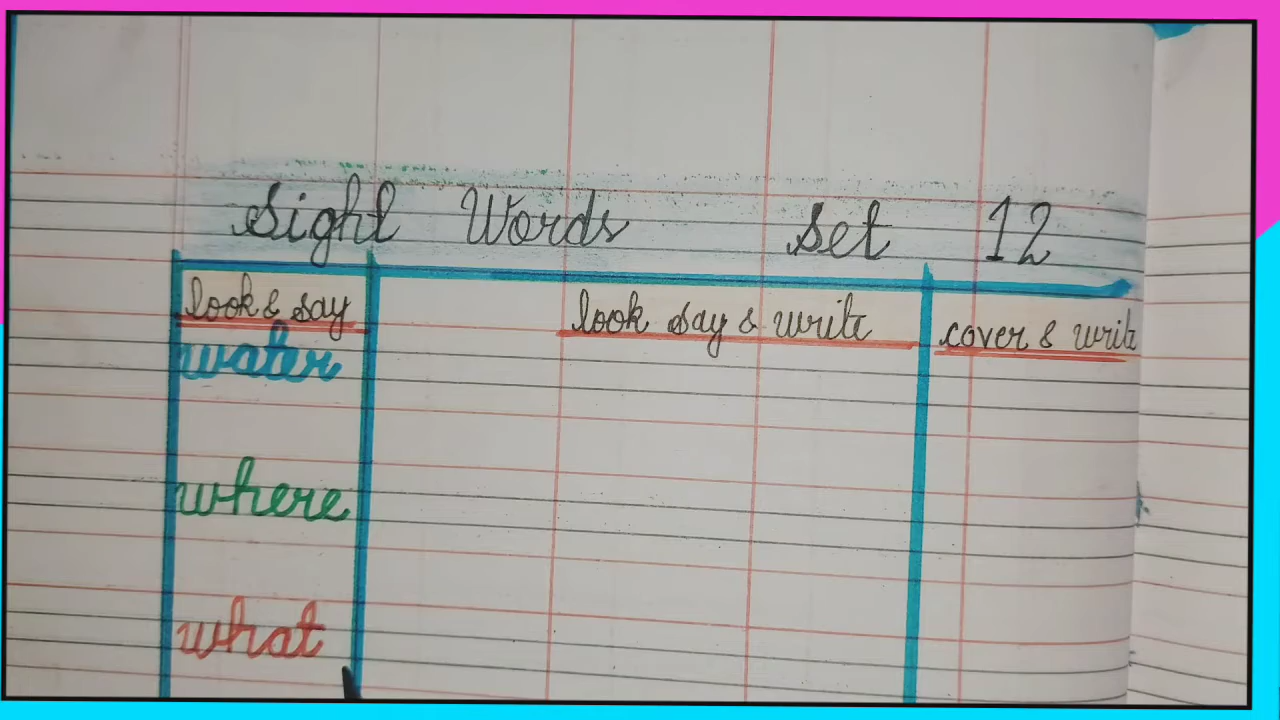 Sight Words Set 12
look & say look say & write cover & write
water
where
what